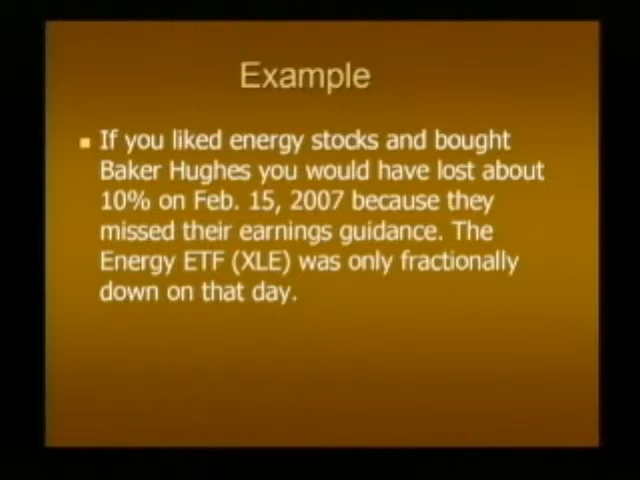 Example
If you liked energy stocks and bought
Baker Hughes you would have lost about
10% on Feb. 15, 2007 because they
missed their earnings guidance. The
Energy ETF (XLE) was only fractionally
down on that day.